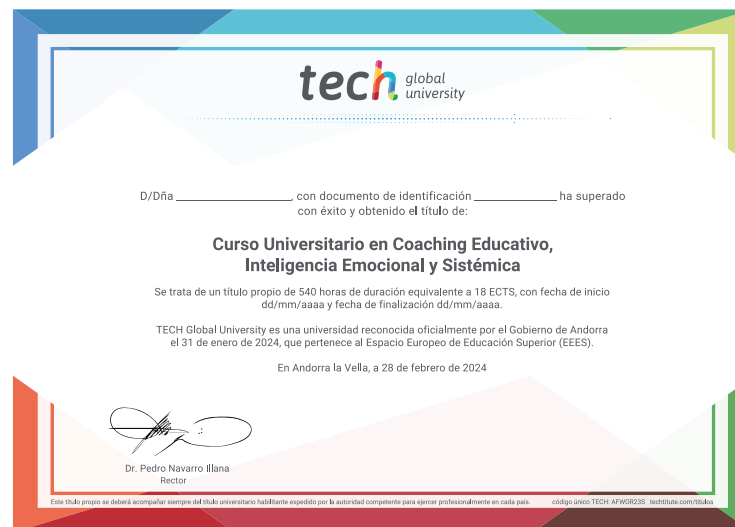 tech global university
D/Dña ______________________, con documento de identificación ________________ ha superado
con éxito y obtenido el título de:
Curso Universitario en Coaching Educativo,
Inteligencia Emocional y Sistémica
Se trata de un título propio de 540 horas de duración equivalente a 18 ECTS, con fecha de inicio
dd/mm/aaaa y fecha de finalización dd/mm/aaaa.
TECH Global University es una universidad reconocida oficialmente por el Gobierno de Andorra
el 31 de enero de 2024, que pertenece al Espacio Europeo de Educación Superior (EEES).
En Andorra la Vella, a 28 de febrero de 2024
Dr. Pedro Navarro Illana
Rector
Este título propio se deberá acompañar siempre del título universitario habilitante expedido por la autoridad competente para ejercer profesionalmente en cada país. código único TECH: AFWOR23S techtitute.com/titulos